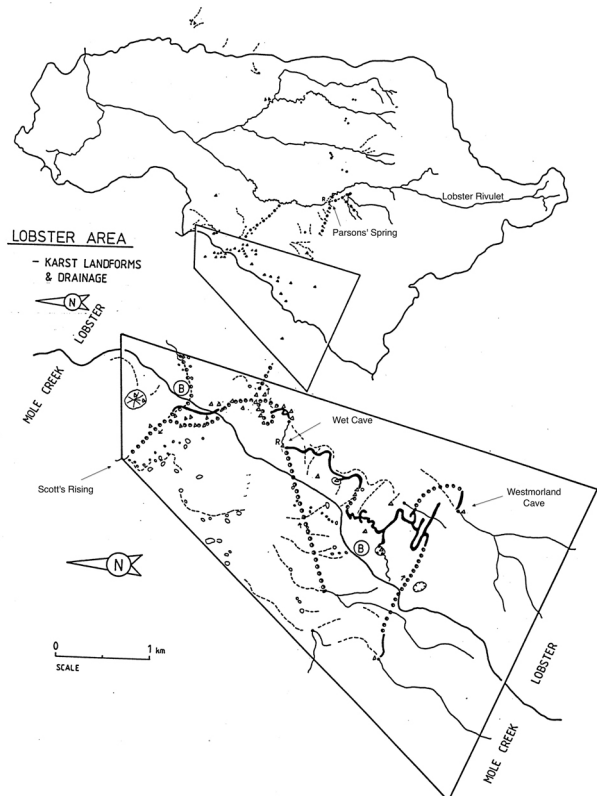 Lobster Rivulet
R
Parsons' Spring
LOBSTER AREA
– KARST LANDFORMS
& DRAINAGE
N
LOBSTER
MOLE CREEK
B
Wet Cave
R
Scott's Rising
Westmorland
Cave
B
N
0 1 km
SCALE
LOBSTER
MOLE CREEK